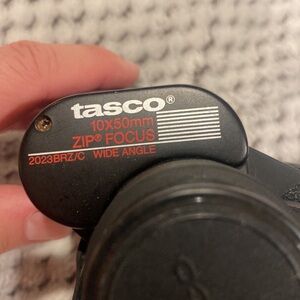 tasco®
10X50mm
ZIP® FOCUS
2023BRZ/C WIDE ANGLE